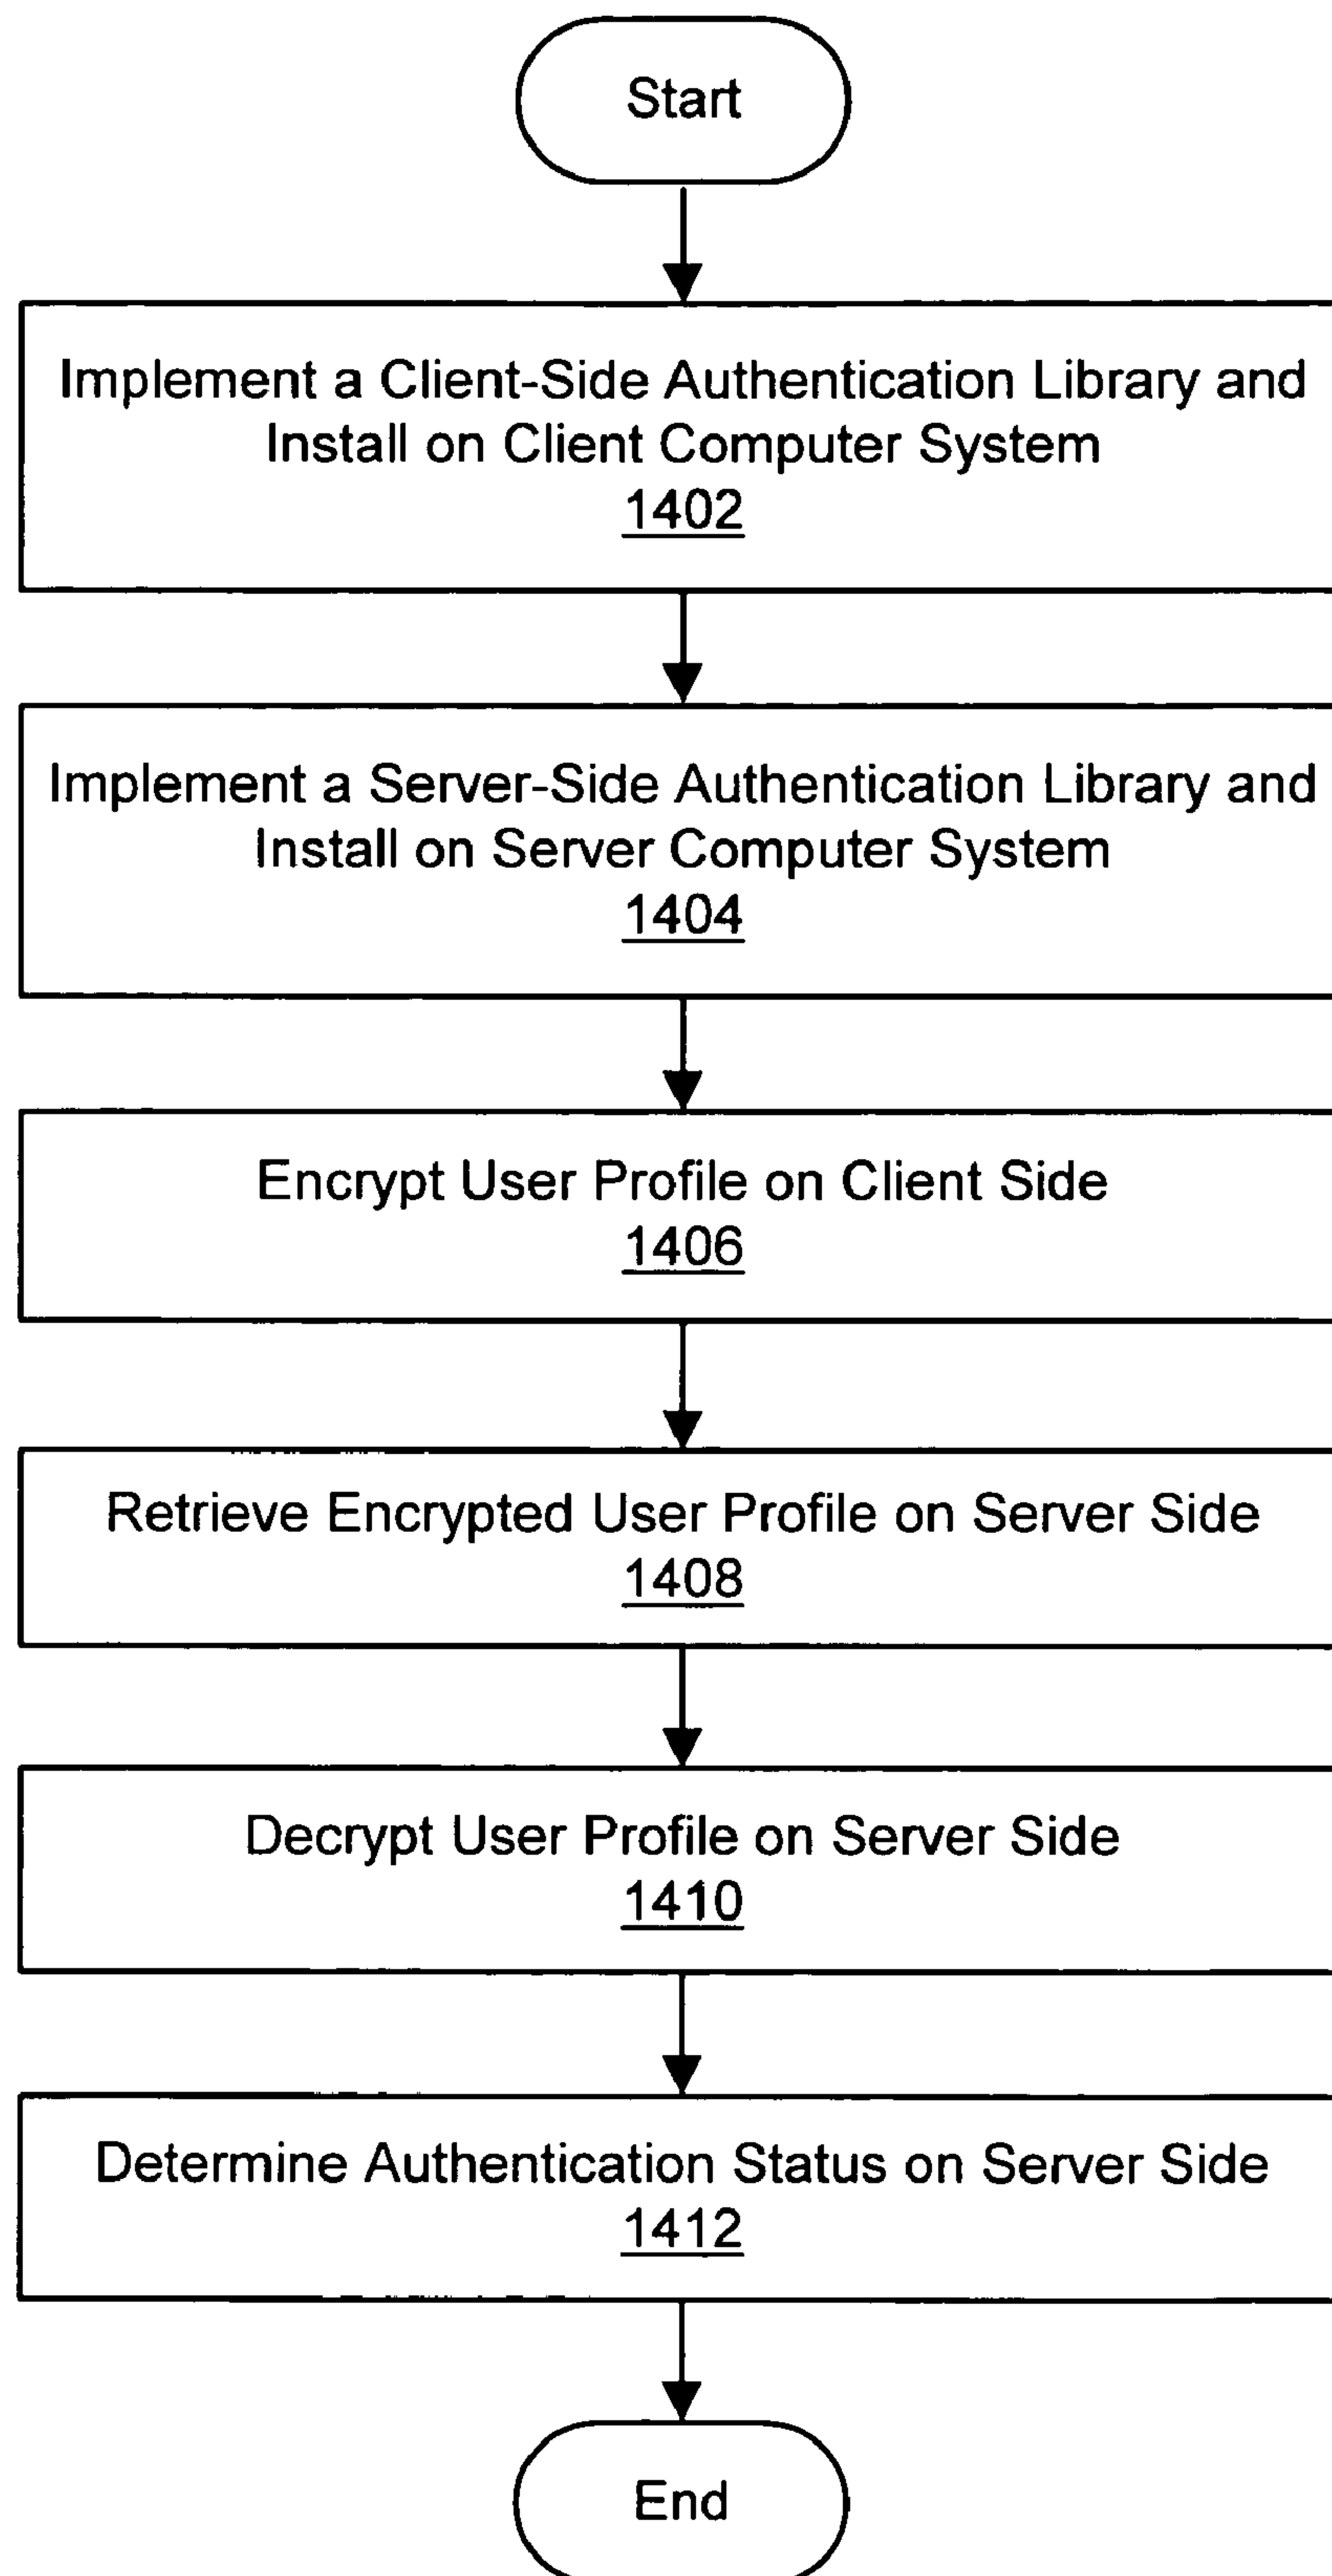 Start
Implement a Client-Side Authentication Library and
Install on Client Computer System
1402
Implement a Server-Side Authentication Library and
Install on Server Computer System
1404
Encrypt User Profile on Client Side
1406
Retrieve Encrypted User Profile on Server Side
1408
Decrypt User Profile on Server Side
1410
Determine Authentication Status on Server Side
1412
End